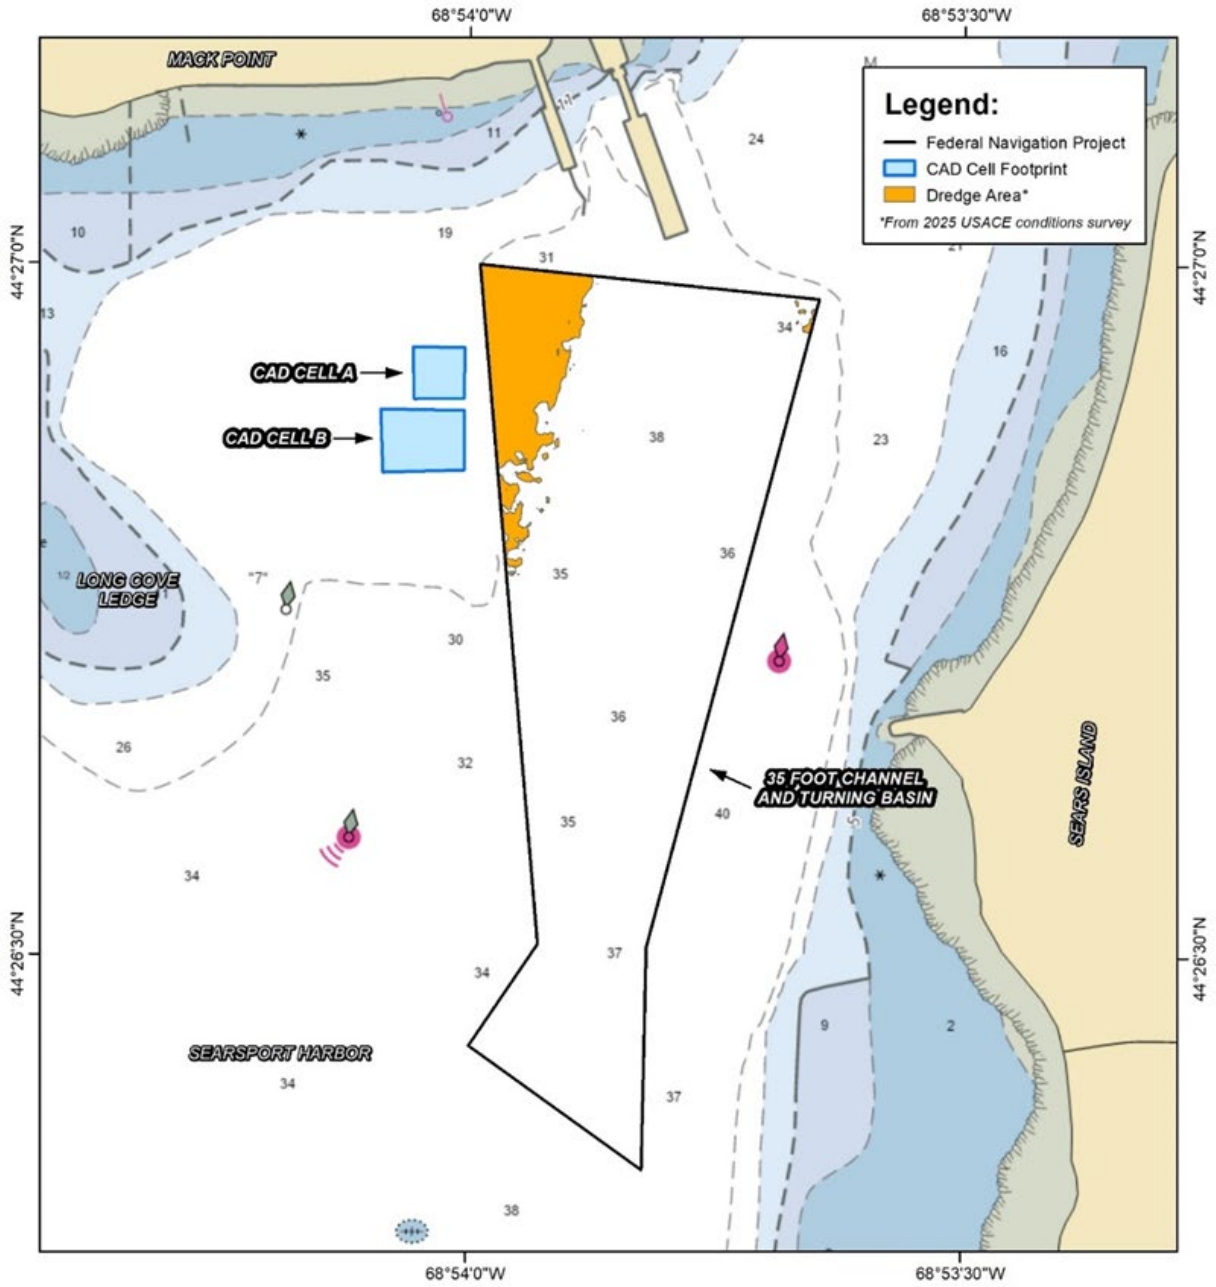 68°54'0"W
68°53'30"W
MACK POINT
M
Legend:
Federal Navigation Project
CAD Cell Footprint
Dredge Area*
*From 2025 USACE conditions survey
11
24
10
19
31
44°27'0"N
44°27'0"N
13
34
16
CAD CELL A
CAD CELL B
38
23
36
35
1/2
LONG COVE
LEDGE
"7"
30
35
36
26
32
35 FOOT CHANNEL
AND TURNING BASIN
40
35
SEARS ISLAND
34
44°26'30"N
44°26'30"N
34
37
9
2
SEARSPORT HARBOR
34
37
38
68°54'0"W
68°53'30"W